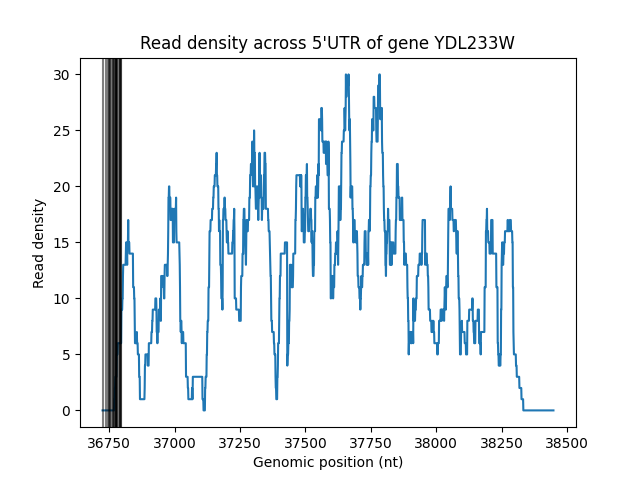 Read density across 5'UTR of gene YDL233W
30
25
20
15
10
5
0
Read density
36750 37000 37250 37500 37750 38000 38250 38500
Genomic position (nt)